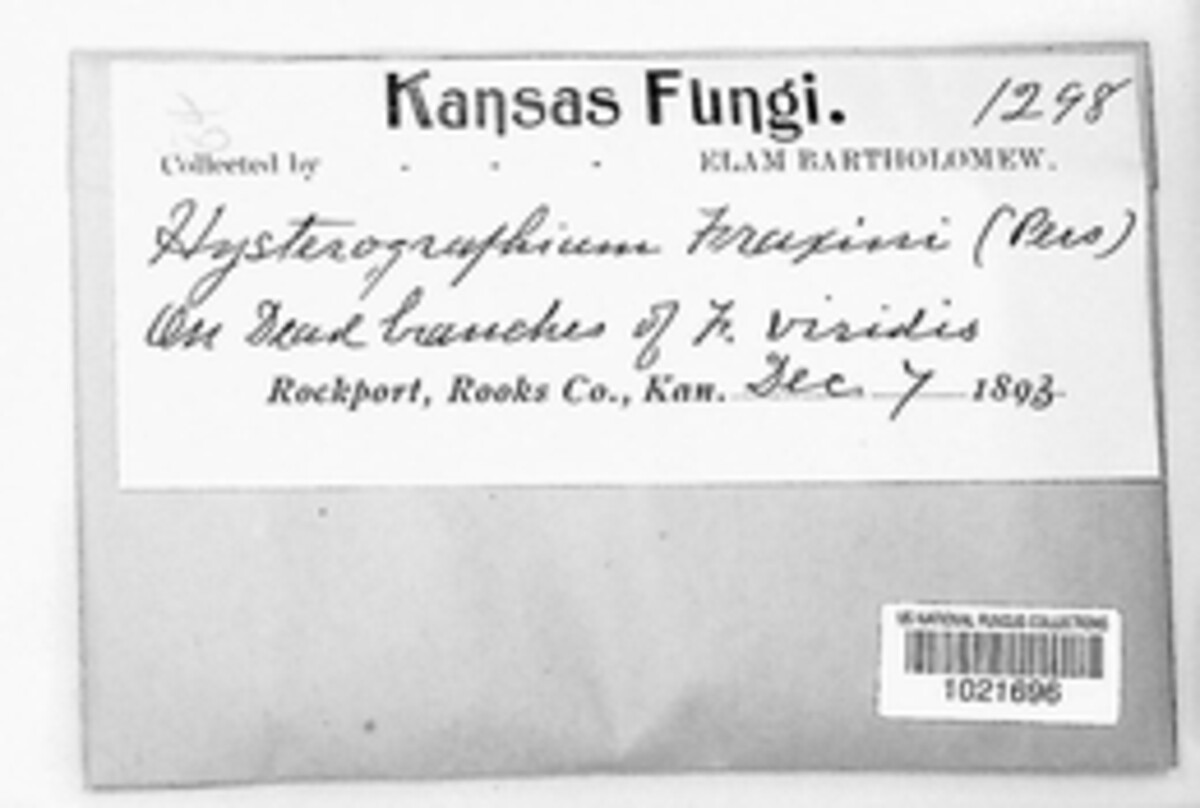 Kansas Fungi. 1298
Collected by - - - ELAM BARTHOLOMEW.
Hysterographium Fraxini (Pers)
On Dead branches of F. viridis
Rockport, Rooks Co., Kan. Dec 7 1893
US NATIONAL FUNGUS COLLECTIONS
1021696